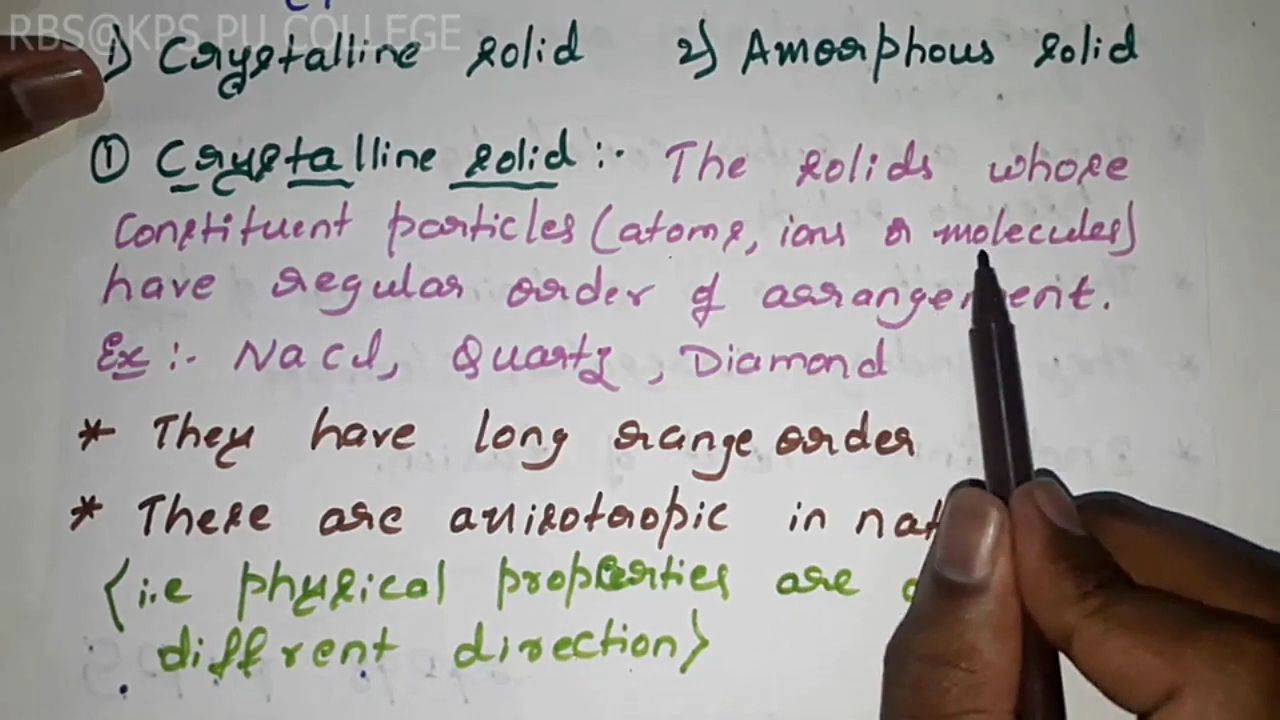 RBS@KPS PU COLLEGE
1) Crystalline solid 2) Amorphous solid
① Crystalline solid :- The solids whose
constituent particles (atoms, ions or molecules)
have regular order of arrangement.
Ex :- NaCl, Quartz, Diamond
* They have long range order
* These are anisotropic in
(i.e physical properties are
different direction)